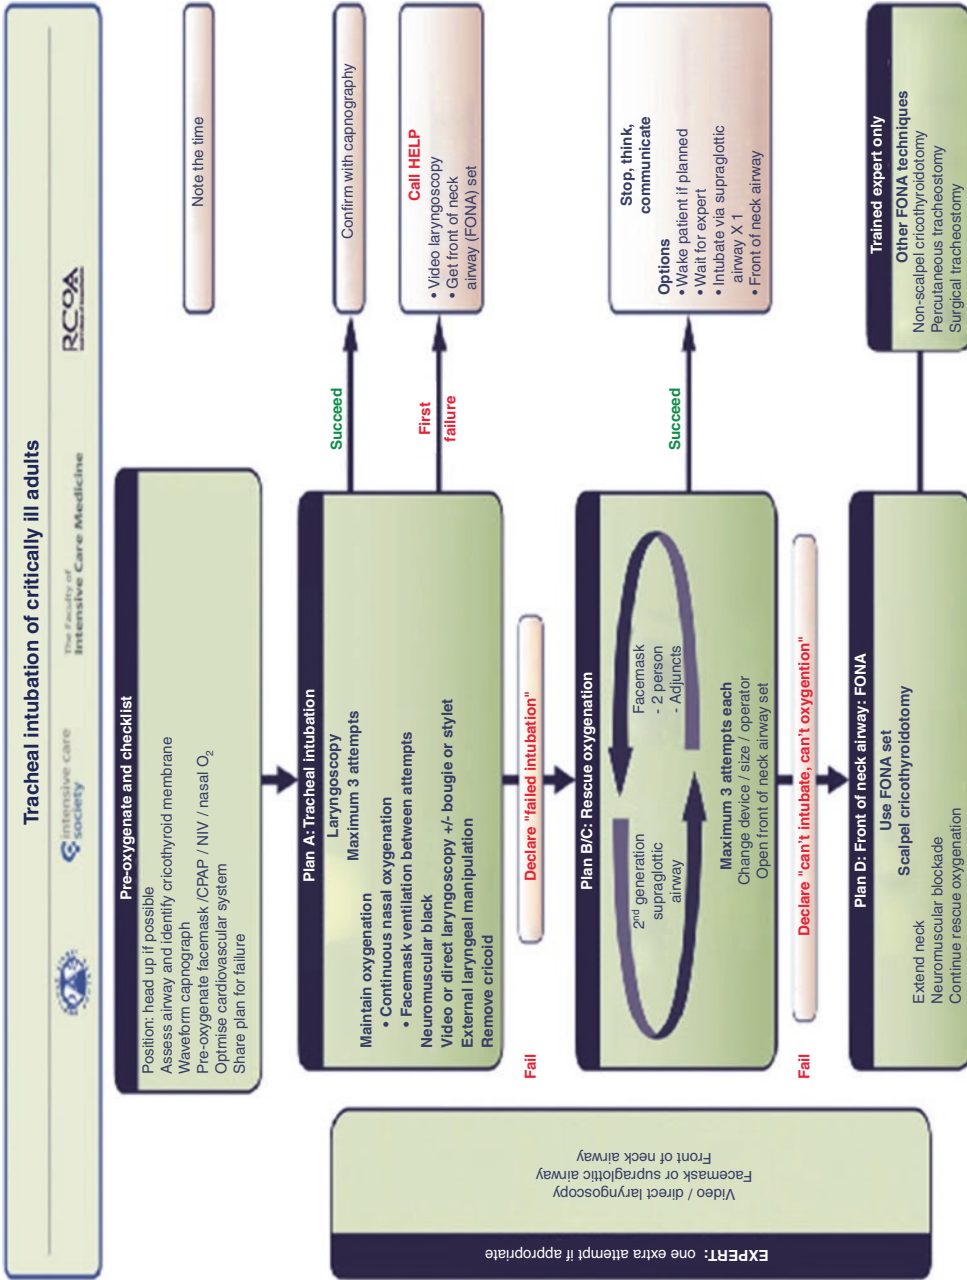 Tracheal intubation of critically ill adults
intensive care
society
The Faculty of
Intensive Care Medicine
RCOA
Pre-oxygenate and checklist
Position: head up if possible
Assess airway and identify cricothyroid membrane
Waveform capnograph
Pre-oxygenate facemask /CPAP / NIV / nasal O2
Optmise cardiovascular system
Share plan for failure
Note the time
Plan A: Tracheal intubation
Laryngoscopy
Maximum 3 attempts
Maintain oxygenation
• Continuous nasal oxygenation
• Facemask ventilation between attempts
Neuromuscular black
Video or direct laryngoscopy +/- bougie or stylet
External laryngeal manipulation
Remove cricoid
Succeed
Confirm with capnography
First
failure
Call HELP
• Video laryngoscopy
• Get front of neck
airway (FONA) set
Fail
Declare "failed intubation"
Plan B/C: Rescue oxygenation
2nd generation
supraglottic
airway
Facemask
- 2 person
- Adjuncts
Maximum 3 attempts each
Change device / size / operator
Open front of neck airway set
Succeed
Stop, think,
communicate
Options
• Wake patient if planned
• Wait for expert
• Intubate via supraglottic
airway X 1
• Front of neck airway
Fail
Declare "can't intubate, can't oxygention"
Plan D: Front of neck airway: FONA
Use FONA set
Scalpel cricothyroidotomy
Extend neck
Neuromuscular blockade
Continue rescue oxygenation
Trained expert only
Other FONA techniques
Non-scalpel cricothyroidotomy
Percutaneous tracheostomy
Surgical tracheostomy
EXPERT: one extra attempt if appropriate
Video / direct laryngoscopy
Facemask or supraglottic airway
Front of neck airway